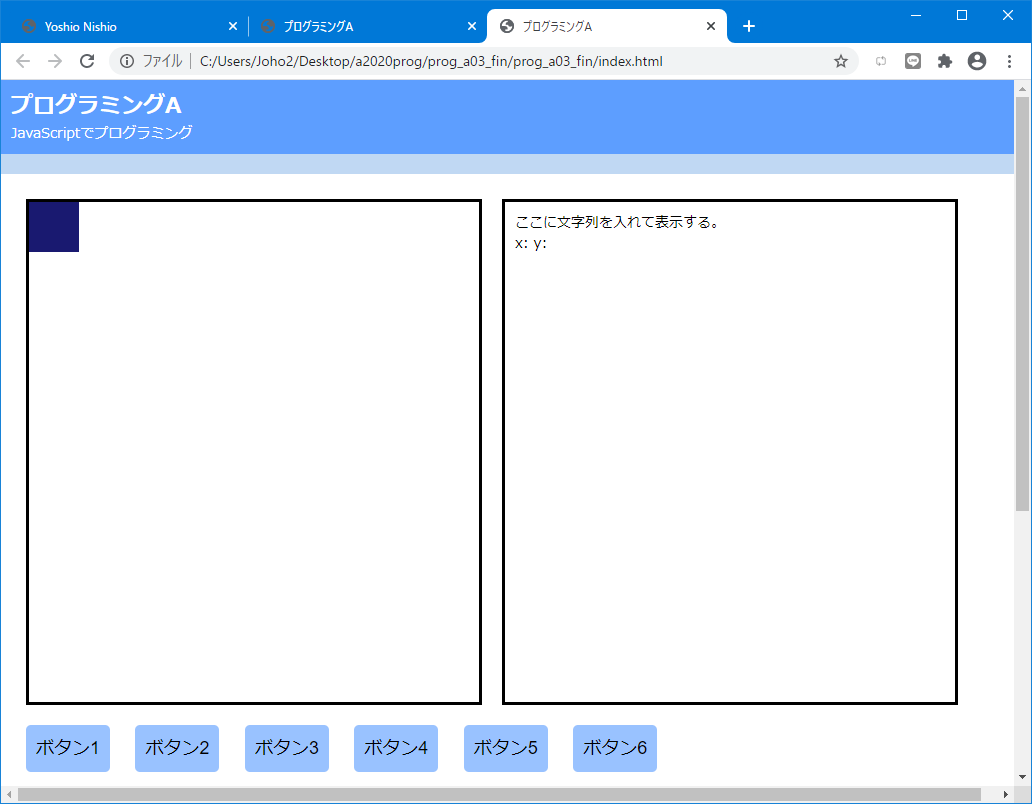 Yoshio Nishio
プログラミングA
プログラミングA
ファイル C:/Users/Joho2/Desktop/a2020prog/prog_a03_fin/prog_a03_fin/index.html
プログラミングA
JavaScriptでプログラミング
ここに文字列を入れて表示する。
x: y:
ボタン1
ボタン2
ボタン3
ボタン4
ボタン5
ボタン6